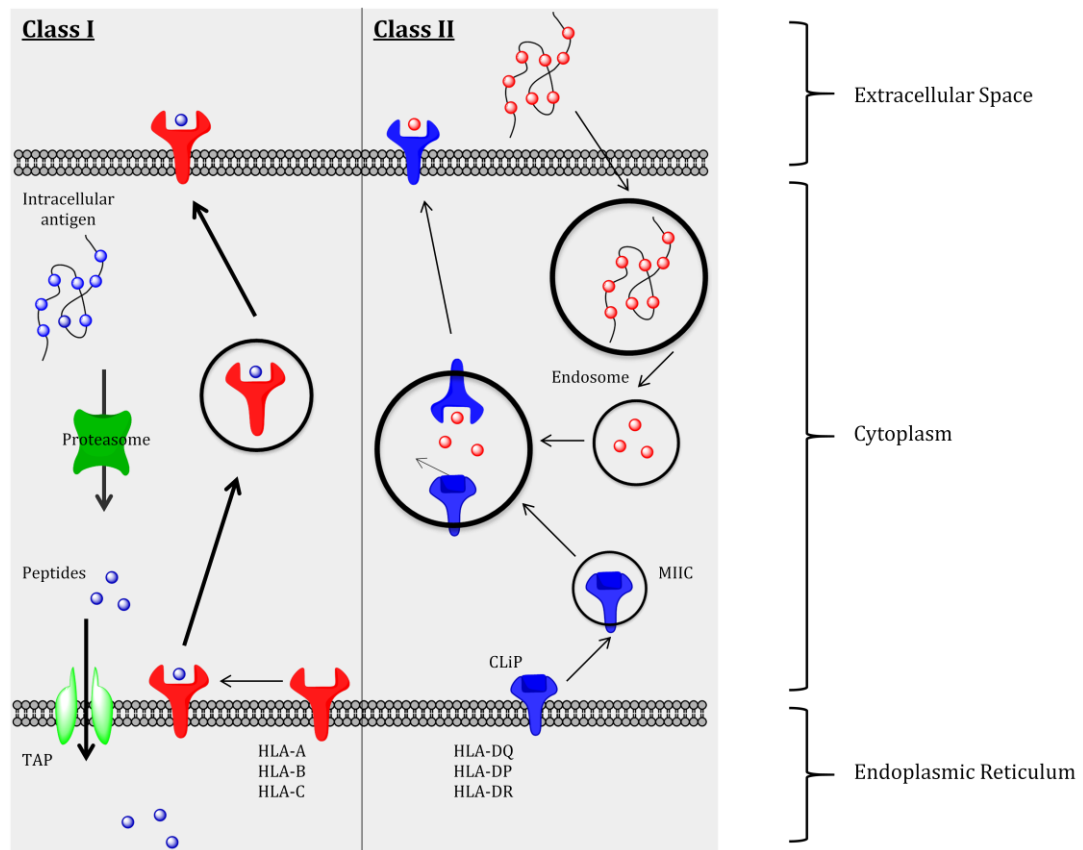 Class I
Class II
Extracellular Space
Intracellular
antigen
Endosome
Proteasome
Cytoplasm
Peptides
MIIC
CLiP
TAP
HLA-A
HLA-B
HLA-C
HLA-DQ
HLA-DP
HLA-DR
Endoplasmic Reticulum